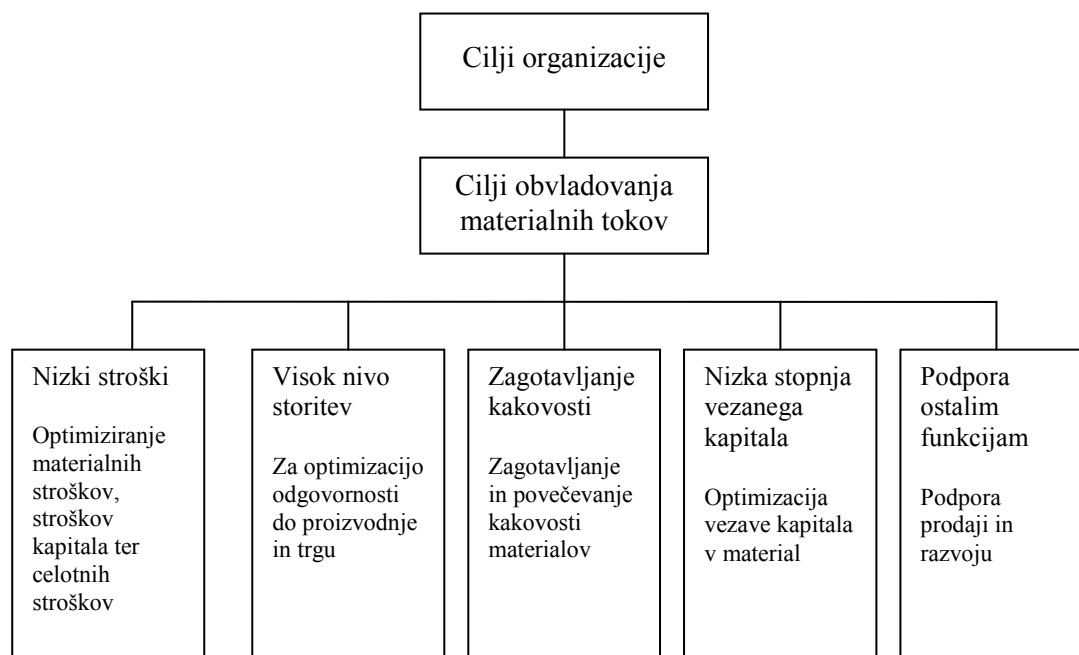 Cilji organizacije
Cilji obvladovanja
materialnih tokov
Nizki stroški
Optimiziranje
materialnih
stroškov,
stroškov
kapitala ter
celotnih
stroškov
Visok nivo
storitev
Za optimizacijo
odgovornosti
do proizvodnje
in trgu
Zagotavljanje
kakovosti
Zagotavljanje
in povečevanje
kakovosti
materialov
Nizka stopnja
vezanega
kapitala
Optimizacija
vezave kapitala
v material
Podpora
ostalim
funkcijam
Podpora
prodaji in
razvoju